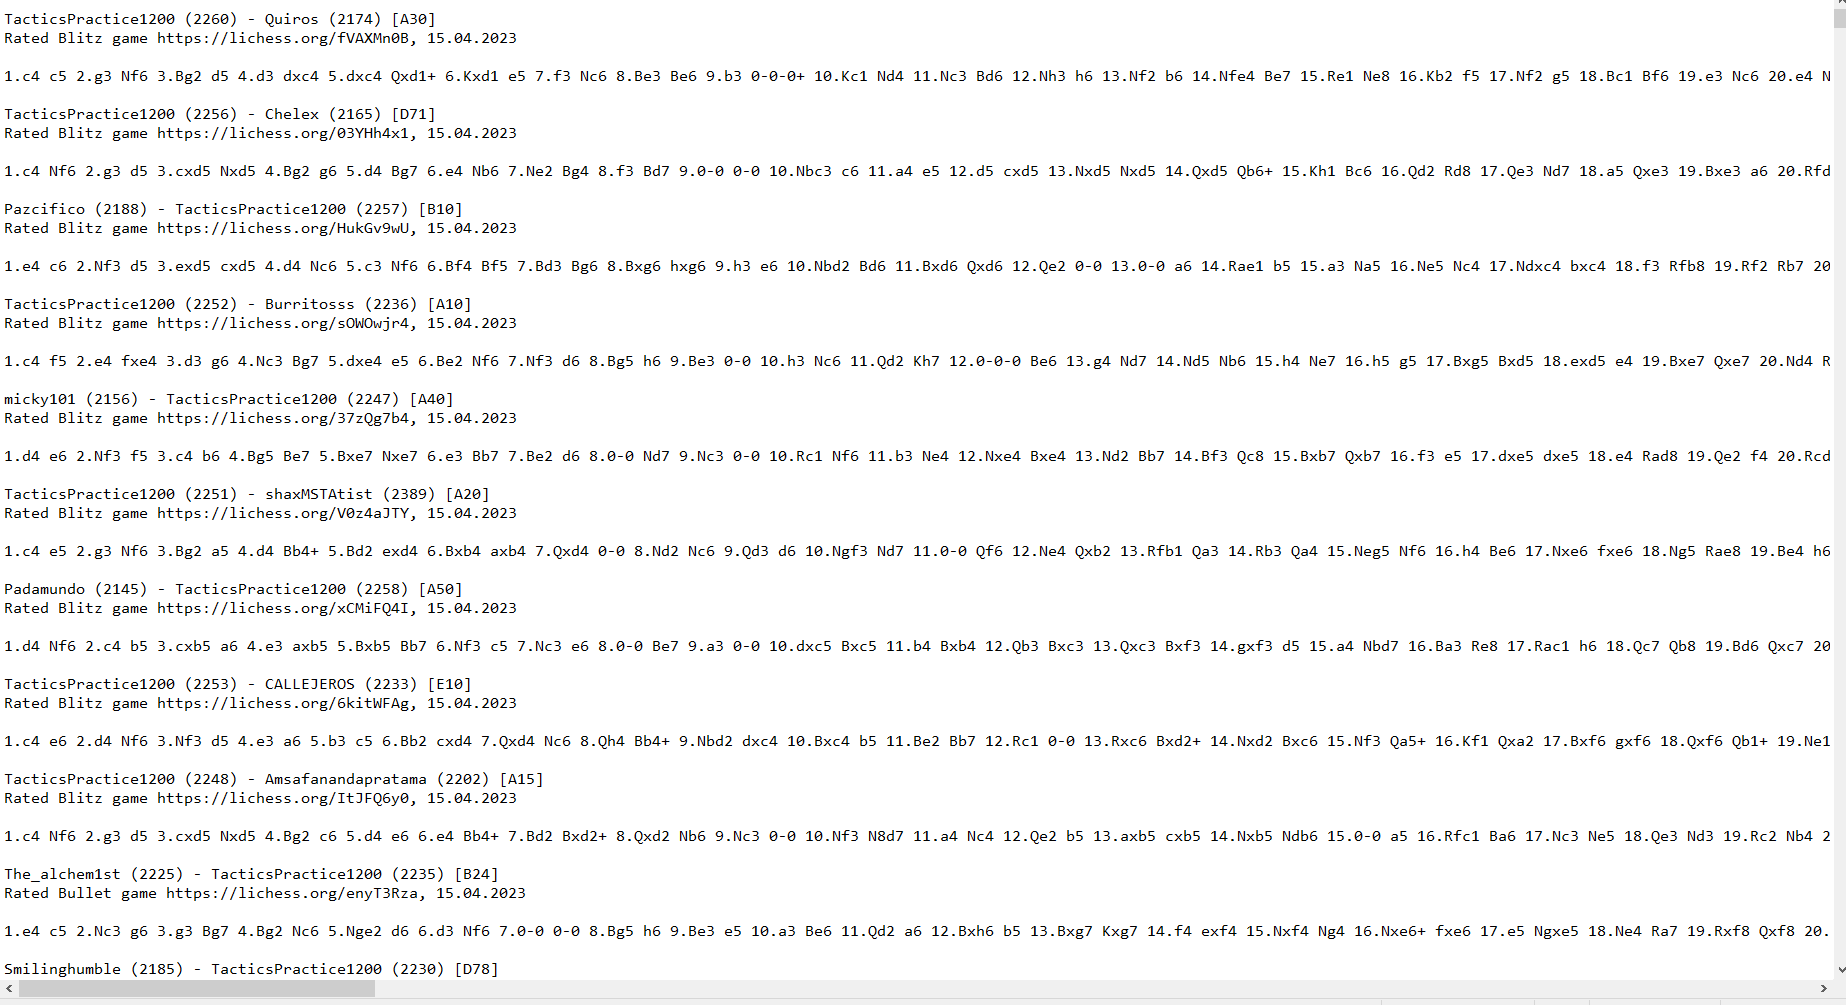 TacticsPractice1200 (2260) - Quiros (2174) [A30]
Rated Blitz game https://lichess.org/fVAXMn0B, 15.04.2023
1.c4 c5 2.g3 Nf6 3.Bg2 d5 4.d3 dxc4 5.dxc4 Qxd1+ 6.Kxd1 e5 7.f3 Nc6 8.Be3 Be6 9.b3 0-0-0+ 10.Kc1 Nd4 11.Nc3 Bd6 12.Nh3 h6 13.Nf2 b6 14.Nfe4 Be7 15.Re1 Ne8 16.Kb2 f5 17.Nf2 g5 18.Bc1 Bf6 19.e3 Nc6 20.e4 N
TacticsPractice1200 (2256) - Chelex (2165) [D71]
Rated Blitz game https://lichess.org/03YHh4x1, 15.04.2023
1.c4 Nf6 2.g3 d5 3.cxd5 Nxd5 4.Bg2 g6 5.d4 Bg7 6.e4 Nb6 7.Ne2 Bg4 8.f3 Bd7 9.0-0 0-0 10.Nbc3 c6 11.a4 e5 12.d5 cxd5 13.Nxd5 Nxd5 14.Qxd5 Qb6+ 15.Kh1 Bc6 16.Qd2 Rd8 17.Qe3 Nd7 18.a5 Qxe3 19.Bxe3 a6 20.Rfd
Pazcifico (2188) - TacticsPractice1200 (2257) [B10]
Rated Blitz game https://lichess.org/HukGv9wU, 15.04.2023
1.e4 c6 2.Nf3 d5 3.exd5 cxd5 4.d4 Nc6 5.c3 Nf6 6.Bf4 Bf5 7.Bd3 Bg6 8.Bxg6 hxg6 9.h3 e6 10.Nbd2 Bd6 11.Bxd6 Qxd6 12.Qe2 0-0 13.0-0 a6 14.Rae1 b5 15.a3 Na5 16.Ne5 Nc4 17.Ndxc4 bxc4 18.f3 Rfb8 19.Rf2 Rb7 20
TacticsPractice1200 (2252) - Burritosss (2236) [A10]
Rated Blitz game https://lichess.org/sOWOwjr4, 15.04.2023
1.c4 f5 2.e4 fxe4 3.d3 g6 4.Nc3 Bg7 5.dxe4 e5 6.Be2 Nf6 7.Nf3 d6 8.Bg5 h6 9.Be3 0-0 10.h3 Nc6 11.Qd2 Kh7 12.0-0-0 Be6 13.g4 Nd7 14.Nd5 Nb6 15.h4 Ne7 16.h5 g5 17.Bxg5 Bxd5 18.exd5 e4 19.Bxe7 Qxe7 20.Nd4 R
micky101 (2156) - TacticsPractice1200 (2247) [A40]
Rated Blitz game https://lichess.org/37zQg7b4, 15.04.2023
1.d4 e6 2.Nf3 f5 3.c4 b6 4.Bg5 Be7 5.Bxe7 Nxe7 6.e3 Bb7 7.Be2 d6 8.0-0 Nd7 9.Nc3 0-0 10.Rc1 Nf6 11.b3 Ne4 12.Nxe4 Bxe4 13.Nd2 Bb7 14.Bf3 Qc8 15.Bxb7 Qxb7 16.f3 e5 17.dxe5 dxe5 18.e4 Rad8 19.Qe2 f4 20.Rcd
TacticsPractice1200 (2251) - shaxMSTAtist (2389) [A20]
Rated Blitz game https://lichess.org/V0z4aJTY, 15.04.2023
1.c4 e5 2.g3 Nf6 3.Bg2 a5 4.d4 Bb4+ 5.Bd2 exd4 6.Bxb4 axb4 7.Qxd4 0-0 8.Nd2 Nc6 9.Qd3 d6 10.Ngf3 Nd7 11.0-0 Qf6 12.Ne4 Qxb2 13.Rfb1 Qa3 14.Rb3 Qa4 15.Neg5 Nf6 16.h4 Be6 17.Nxe6 fxe6 18.Ng5 Rae8 19.Be4 h6
Padamundo (2145) - TacticsPractice1200 (2258) [A50]
Rated Blitz game https://lichess.org/xCMiFQ4I, 15.04.2023
1.d4 Nf6 2.c4 b5 3.cxb5 a6 4.e3 axb5 5.Bxb5 Bb7 6.Nf3 c5 7.Nc3 e6 8.0-0 Be7 9.a3 0-0 10.dxc5 Bxc5 11.b4 Bxb4 12.Qb3 Bxc3 13.Qxc3 Bxf3 14.gxf3 d5 15.a4 Nbd7 16.Ba3 Re8 17.Rac1 h6 18.Qc7 Qb8 19.Bd6 Qxc7 20
TacticsPractice1200 (2253) - CALLEJEROS (2233) [E10]
Rated Blitz game https://lichess.org/6kitWFAg, 15.04.2023
1.c4 e6 2.d4 Nf6 3.Nf3 d5 4.e3 a6 5.b3 c5 6.Bb2 cxd4 7.Qxd4 Nc6 8.Qh4 Bb4+ 9.Nbd2 dxc4 10.Bxc4 b5 11.Be2 Bb7 12.Rc1 0-0 13.Rxc6 Bxd2+ 14.Nxd2 Bxc6 15.Nf3 Qa5+ 16.Kf1 Qxa2 17.Bxf6 gxf6 18.Qxf6 Qb1+ 19.Ne1
TacticsPractice1200 (2248) - Amsafanandapratama (2202) [A15]
Rated Blitz game https://lichess.org/ItJFQ6y0, 15.04.2023
1.c4 Nf6 2.g3 d5 3.cxd5 Nxd5 4.Bg2 c6 5.d4 e6 6.e4 Bb4+ 7.Bd2 Bxd2+ 8.Qxd2 Nb6 9.Nc3 0-0 10.Nf3 N8d7 11.a4 Nc4 12.Qe2 b5 13.axb5 cxb5 14.Nxb5 Ndb6 15.0-0 a5 16.Rfc1 Ba6 17.Nc3 Ne5 18.Qe3 Nd3 19.Rc2 Nb4 2
The_alchem1st (2225) - TacticsPractice1200 (2235) [B24]
Rated Bullet game https://lichess.org/enyT3Rza, 15.04.2023
1.e4 c5 2.Nc3 g6 3.g3 Bg7 4.Bg2 Nc6 5.Nge2 d6 6.d3 Nf6 7.0-0 0-0 8.Bg5 h6 9.Be3 e5 10.a3 Be6 11.Qd2 a6 12.Bxh6 b5 13.Bxg7 Kxg7 14.f4 exf4 15.Nxf4 Ng4 16.Nxe6+ fxe6 17.e5 Ngxe5 18.Ne4 Ra7 19.Rxf8 Qxf8 20.
Smilinghumble (2185) - TacticsPractice1200 (2230) [D78]